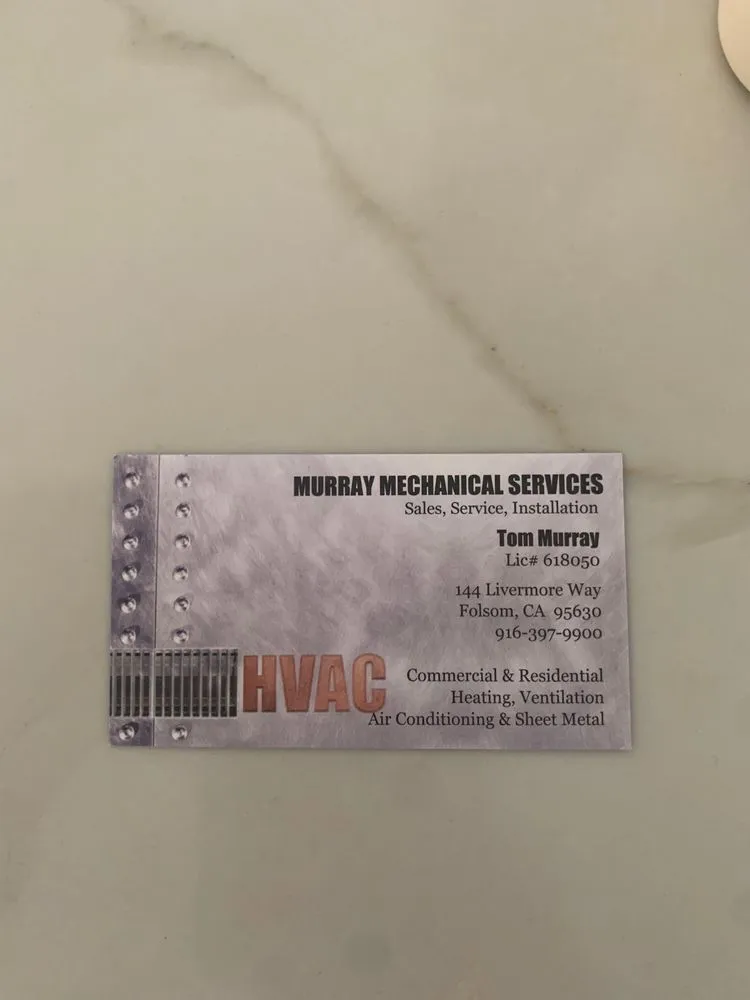 MURRAY MECHANICAL SERVICES
Sales, Service, Installation
Tom Murray
Lic# 618050
144 Livermore Way
Folsom, CA 95630
916-397-9900
HVAC
Commercial & Residential
Heating, Ventilation
Air Conditioning & Sheet Metal